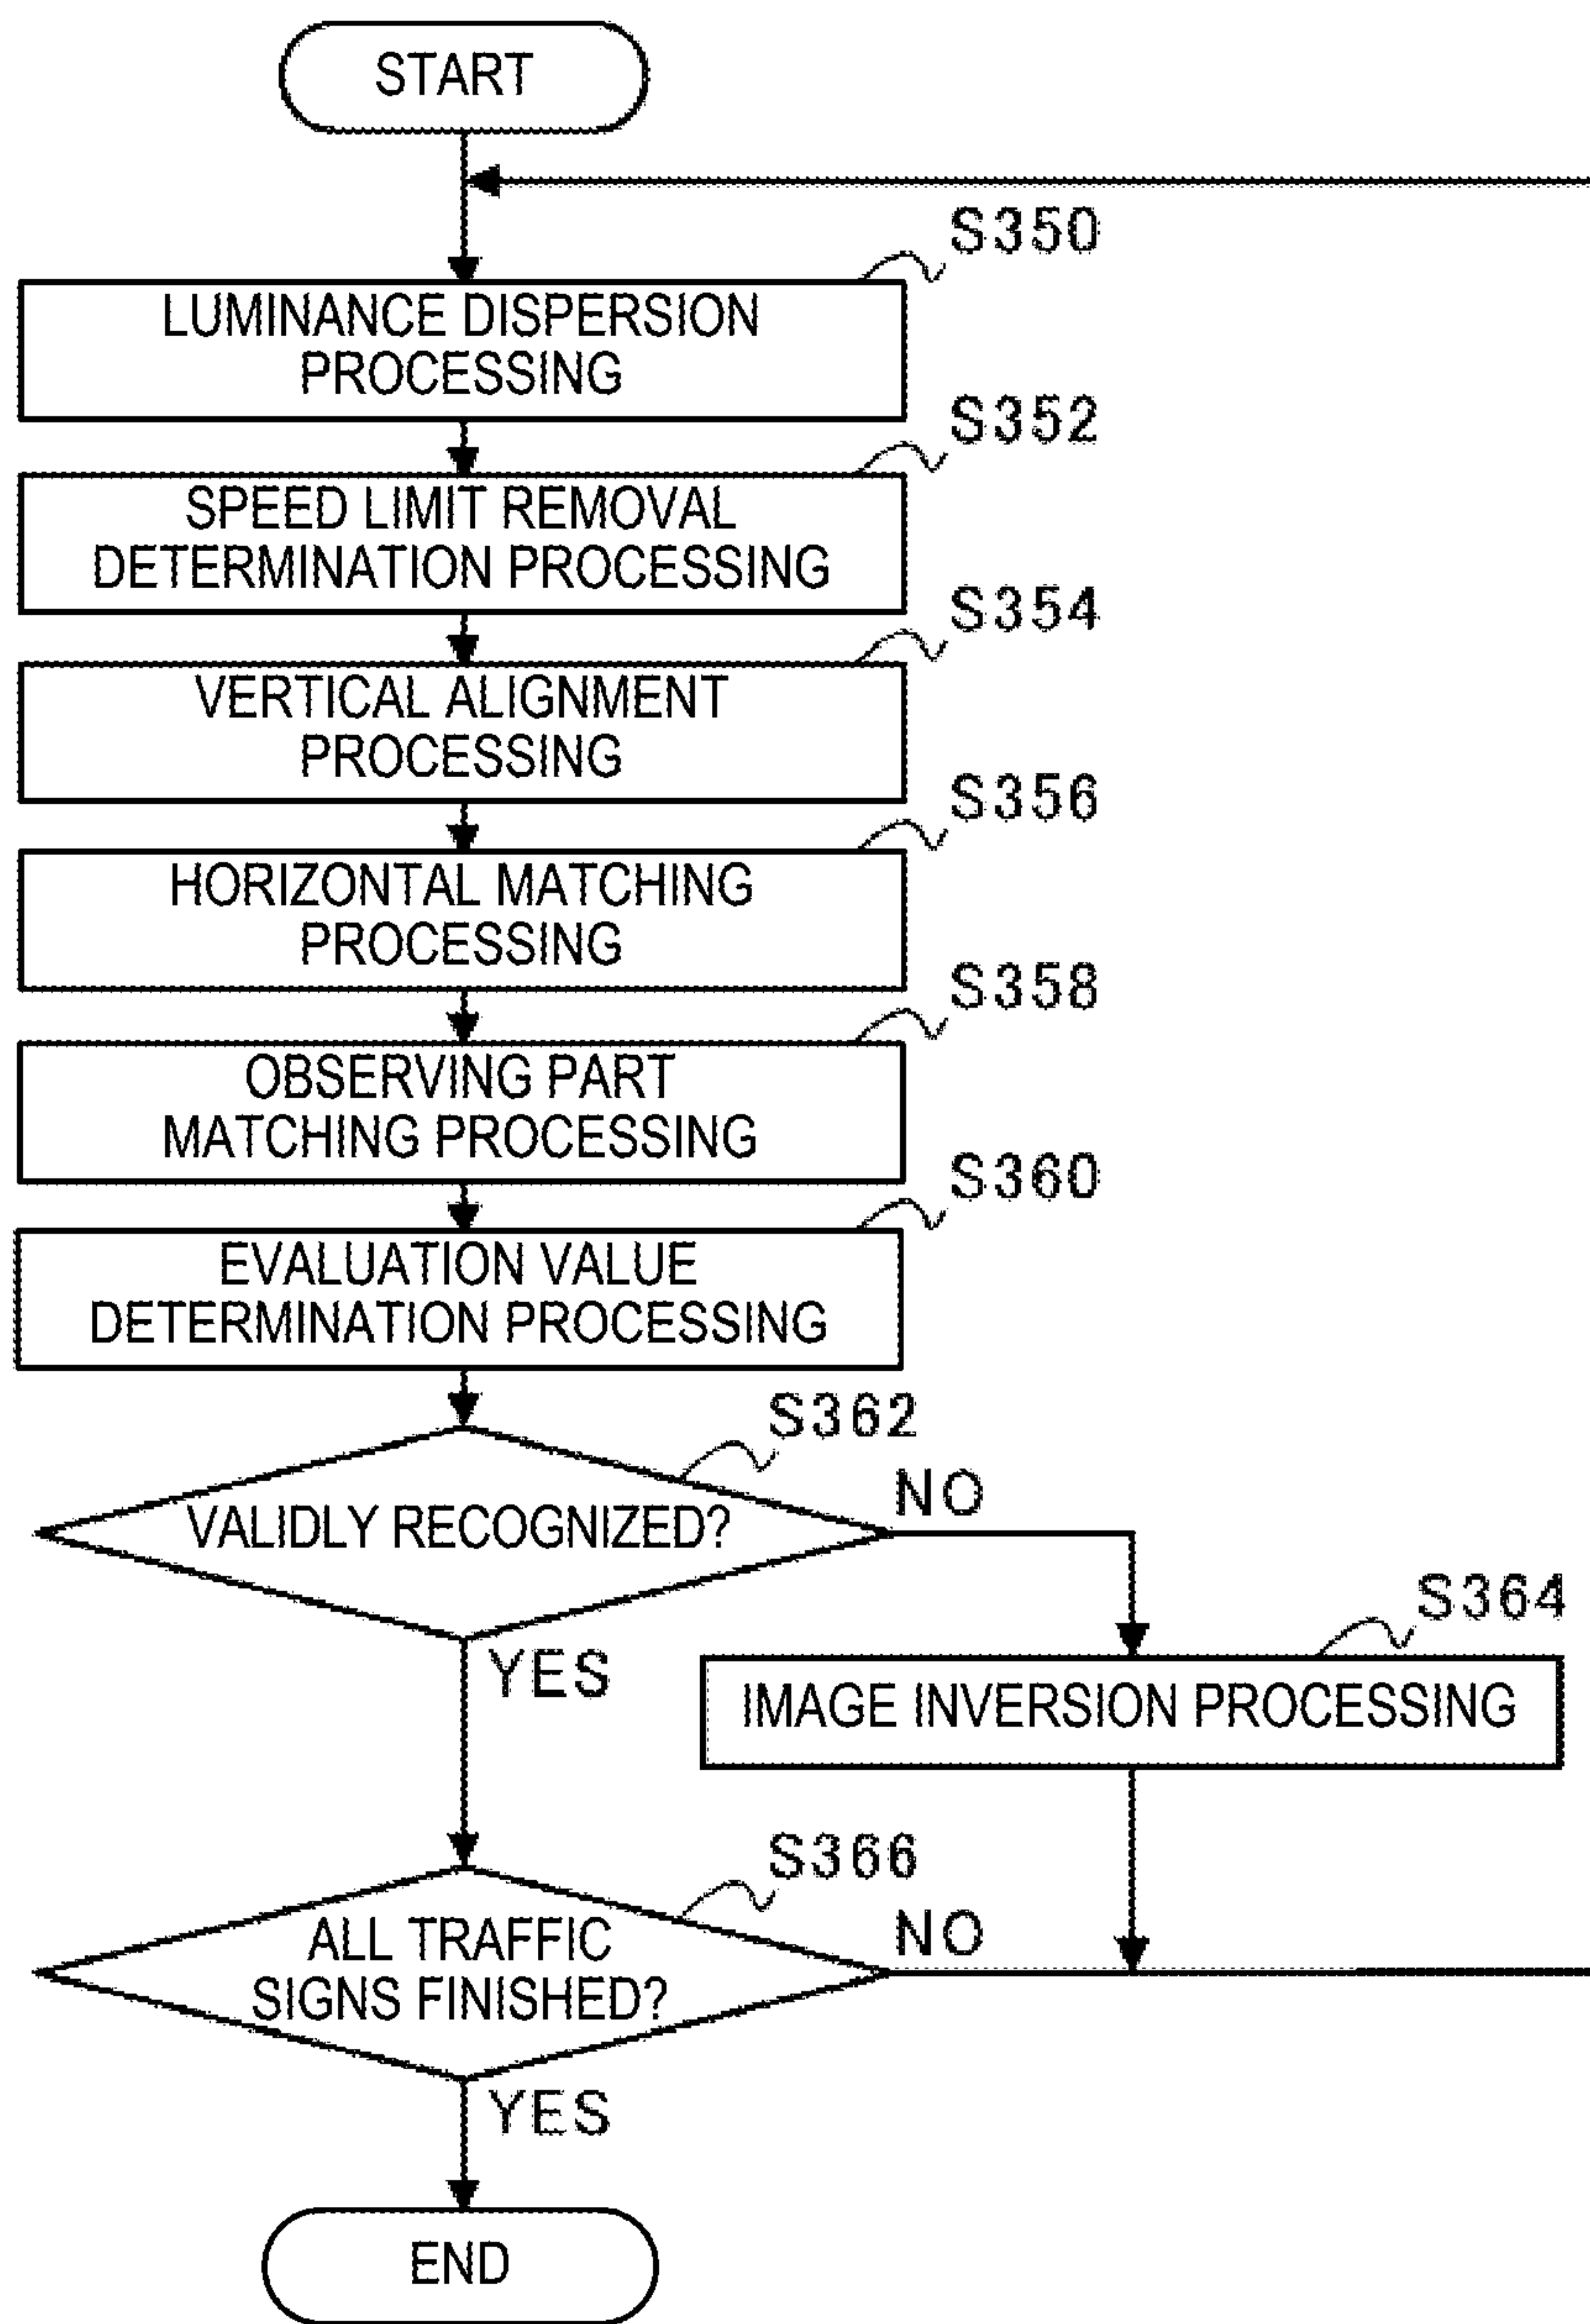 START
S350
LUMINANCE DISPERSION
PROCESSING
S352
SPEED LIMIT REMOVAL
DETERMINATION PROCESSING
S354
VERTICAL ALIGNMENT
PROCESSING
S356
HORIZONTAL MATCHING
PROCESSING
S358
OBSERVING PART
MATCHING PROCESSING
S360
EVALUATION VALUE
DETERMINATION PROCESSING
S362
VALIDLY RECOGNIZED?
NO
YES
S364
IMAGE INVERSION PROCESSING
S366
ALL TRAFFIC
SIGNS FINISHED?
NO
YES
END